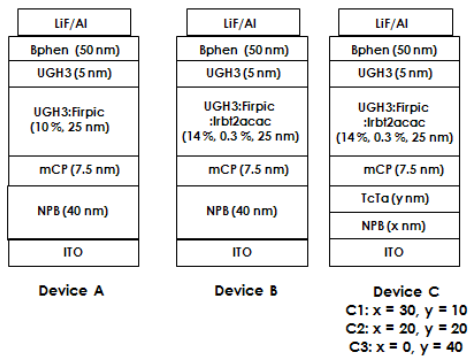 LiF/Al
Bphen (50 nm)
UGH3 (5 nm)
UGH3:Firpic
(10 %, 25 nm)
mCP (7.5 nm)
NPB (40 nm)
ITO
Device A
LiF/Al
Bphen (50 nm)
UGH3 (5 nm)
UGH3:Firpic
:Irbt2acac
(14 %, 0.3 %, 25 nm)
mCP (7.5 nm)
NPB (40 nm)
ITO
Device B
LiF/Al
Bphen (50 nm)
UGH3 (5 nm)
UGH3:Firpic
:Irbt2acac
(14 %, 0.3 %, 25 nm)
mCP (7.5 nm)
TcTa (y nm)
NPB (x nm)
ITO
Device C
C1: x = 30, y = 10
C2: x = 20, y = 20
C3: x = 0, y = 40